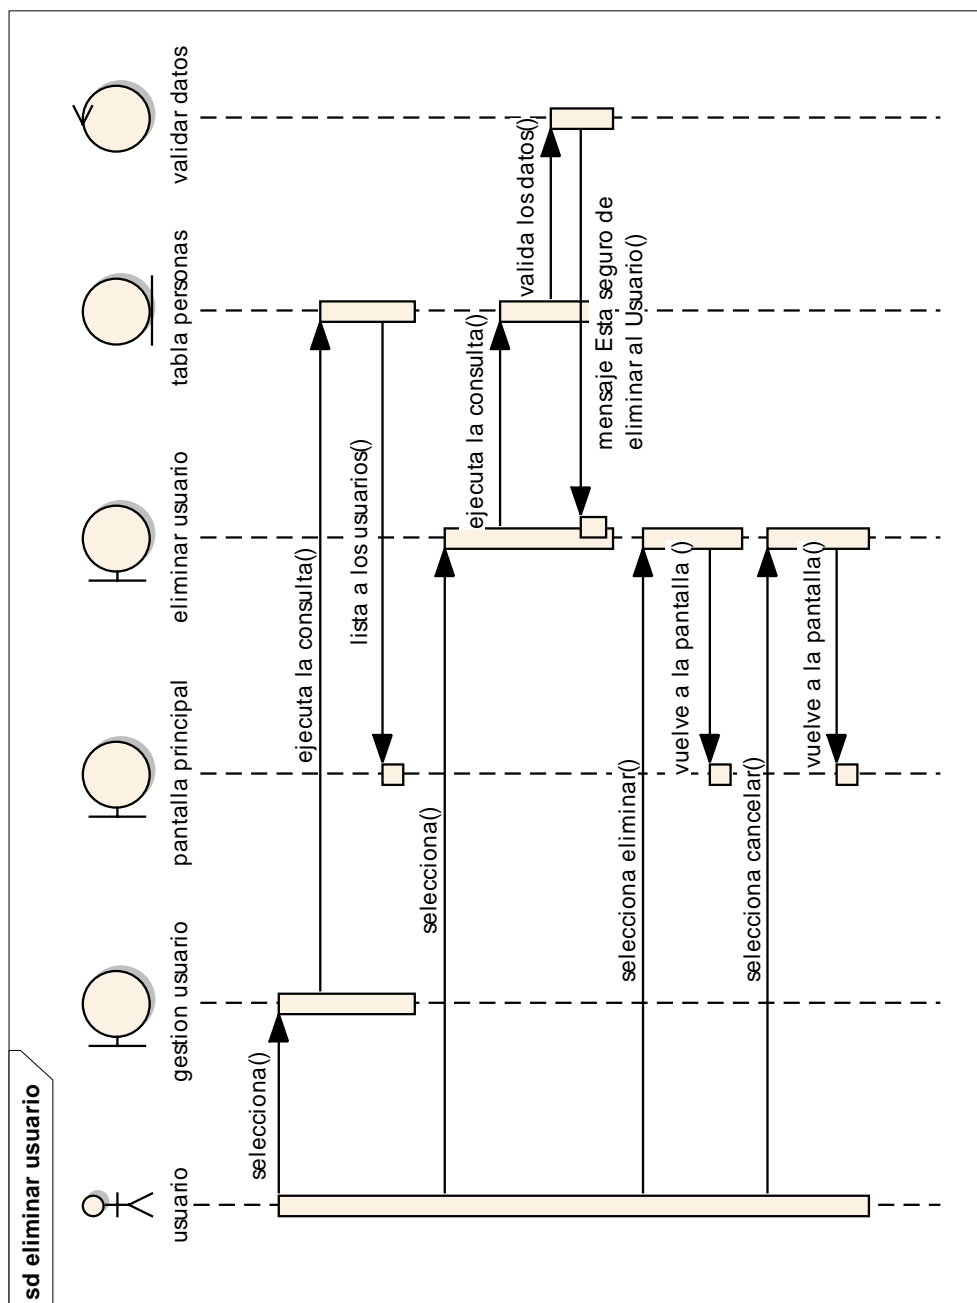 sd eliminar usuario
usuario
gestion usuario
pantalla principal
eliminar usuario
tabla personas
validar datos
selecciona()
ejecuta la consulta()
lista a los usuarios()
selecciona()
ejecuta la consulta()
valida los datos()
mensaje Esta seguro de
eliminar al Usuario()
selecciona eliminar()
vuelve a la pantalla ()
selecciona cancelar()
vuelve a la pantalla()